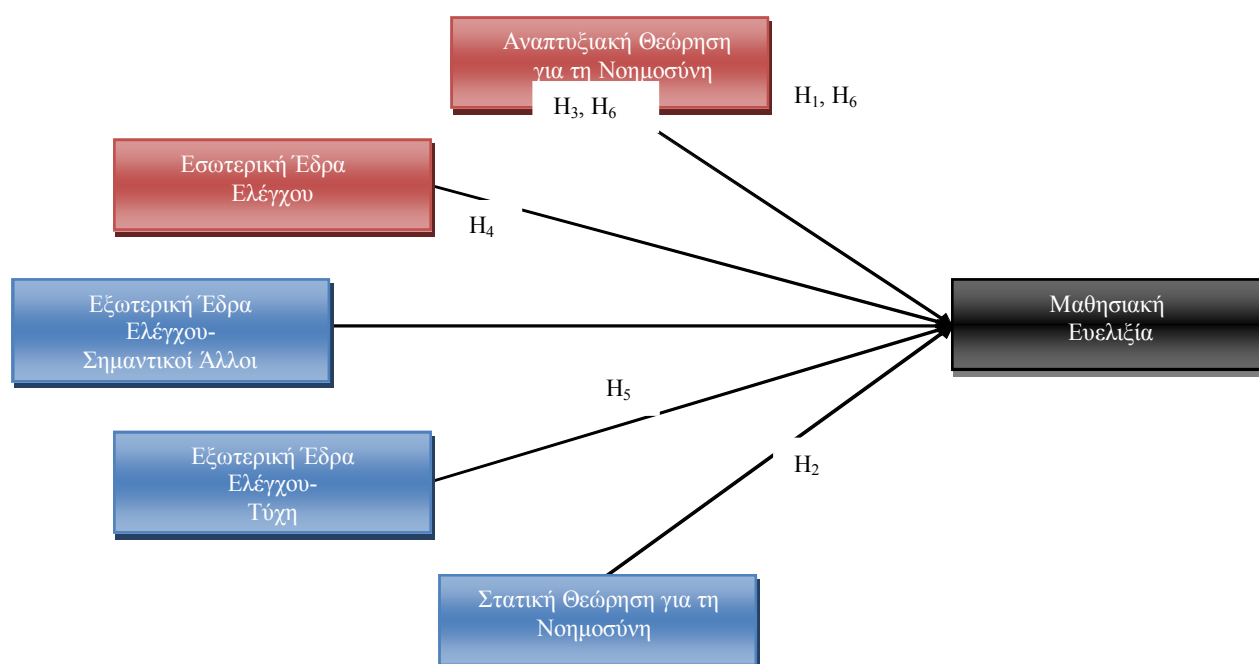 Αναπτυξιακή Θεώρηση
για τη Νοημοσύνη
H3, H6
H1, H6
Εσωτερική Έδρα
Ελέγχου
H4
Εξωτερική Έδρα
Ελέγχου-
Σημαντικοί Άλλοι
Μαθησιακή
Ευελιξία
H5
Εξωτερική Έδρα
Ελέγχου-
Τύχη
H2
Στατική Θεώρηση για τη
Νοημοσύνη